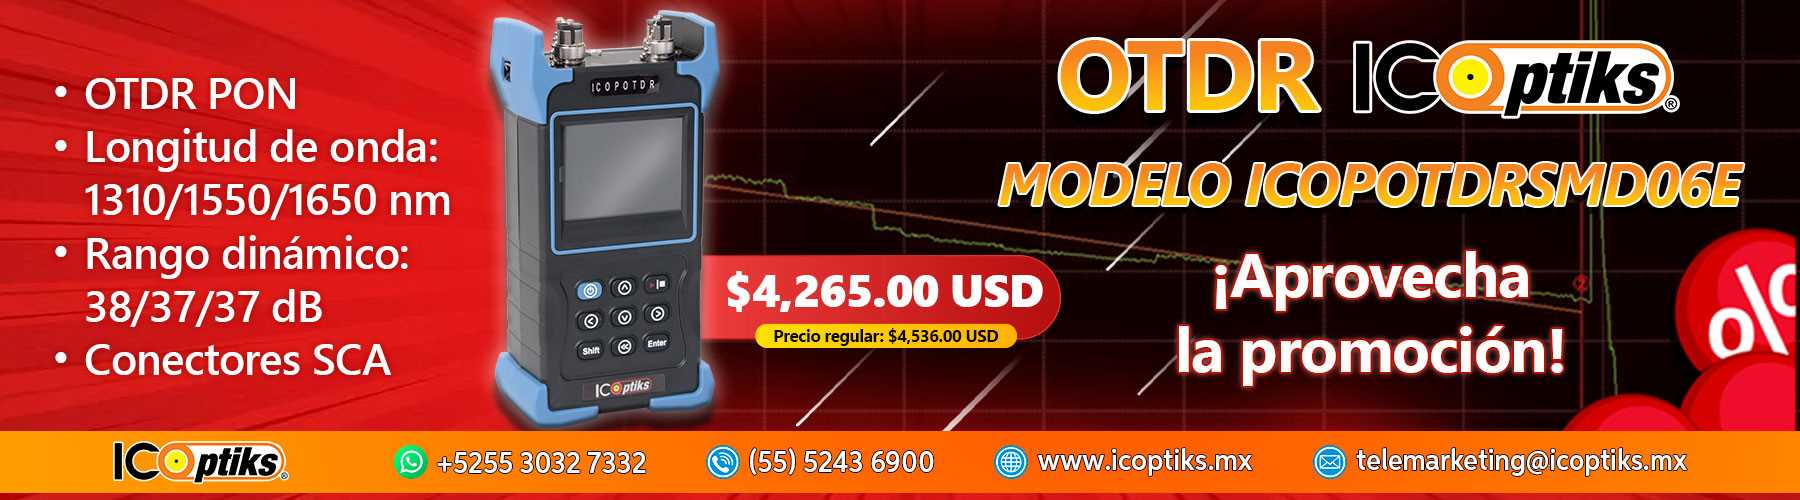 • OTDR PON
• Longitud de onda:
1310/1550/1650 nm
• Rango dinámico:
38/37/37 dB
• Conectores SCA
ICOPOTDR
Shift
Enter
ICOptiks
OTDR ICOptiks®
MODELO ICOPOTDRSMD06E
$4,265.00 USD
Precio regular: $4,536.00 USD
¡Aprovecha
la promoción!
%
2
ICOptiks®
+5255 3032 7332
(55) 5243 6900
www.icoptiks.mx
telemarketing@icoptiks.mx